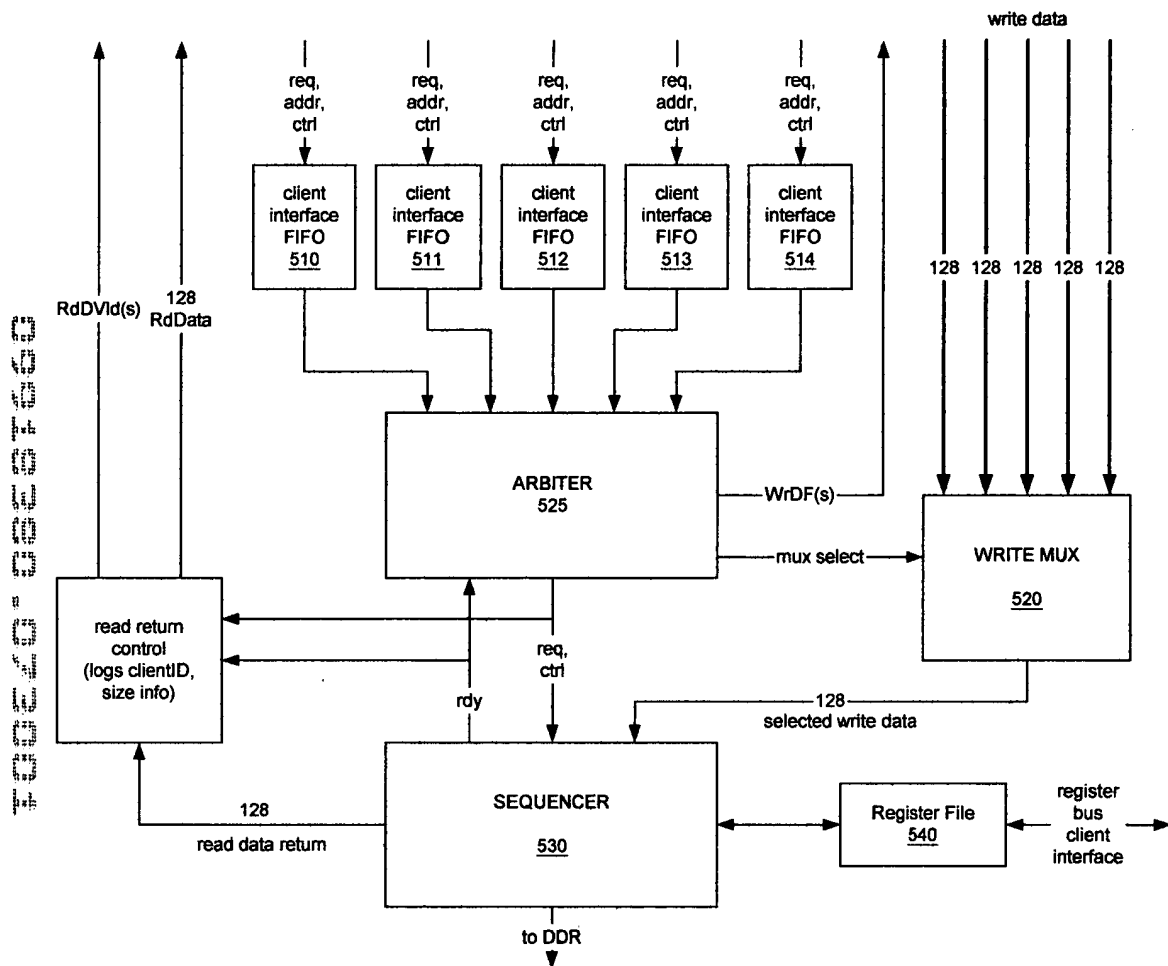 write data
req,
addr,
ctrl
req,
addr,
ctrl
req,
addr,
ctrl
req,
addr,
ctrl
req,
addr,
ctrl
client
interface
FIFO
510
client
interface
FIFO
511
client
interface
FIFO
512
client
interface
FIFO
513
client
interface
FIFO
514
128
128
128
128
128
RdDVld(s)
128
RdData
ARBITER
525
WrDF(s)
mux select
WRITE MUX
520
read return
control
(logs clientID,
size info)
rdy
req,
ctrl
128
selected write data
SEQUENCER
530
128
read data return
Register File
540
register
bus
client
interface
to DDR